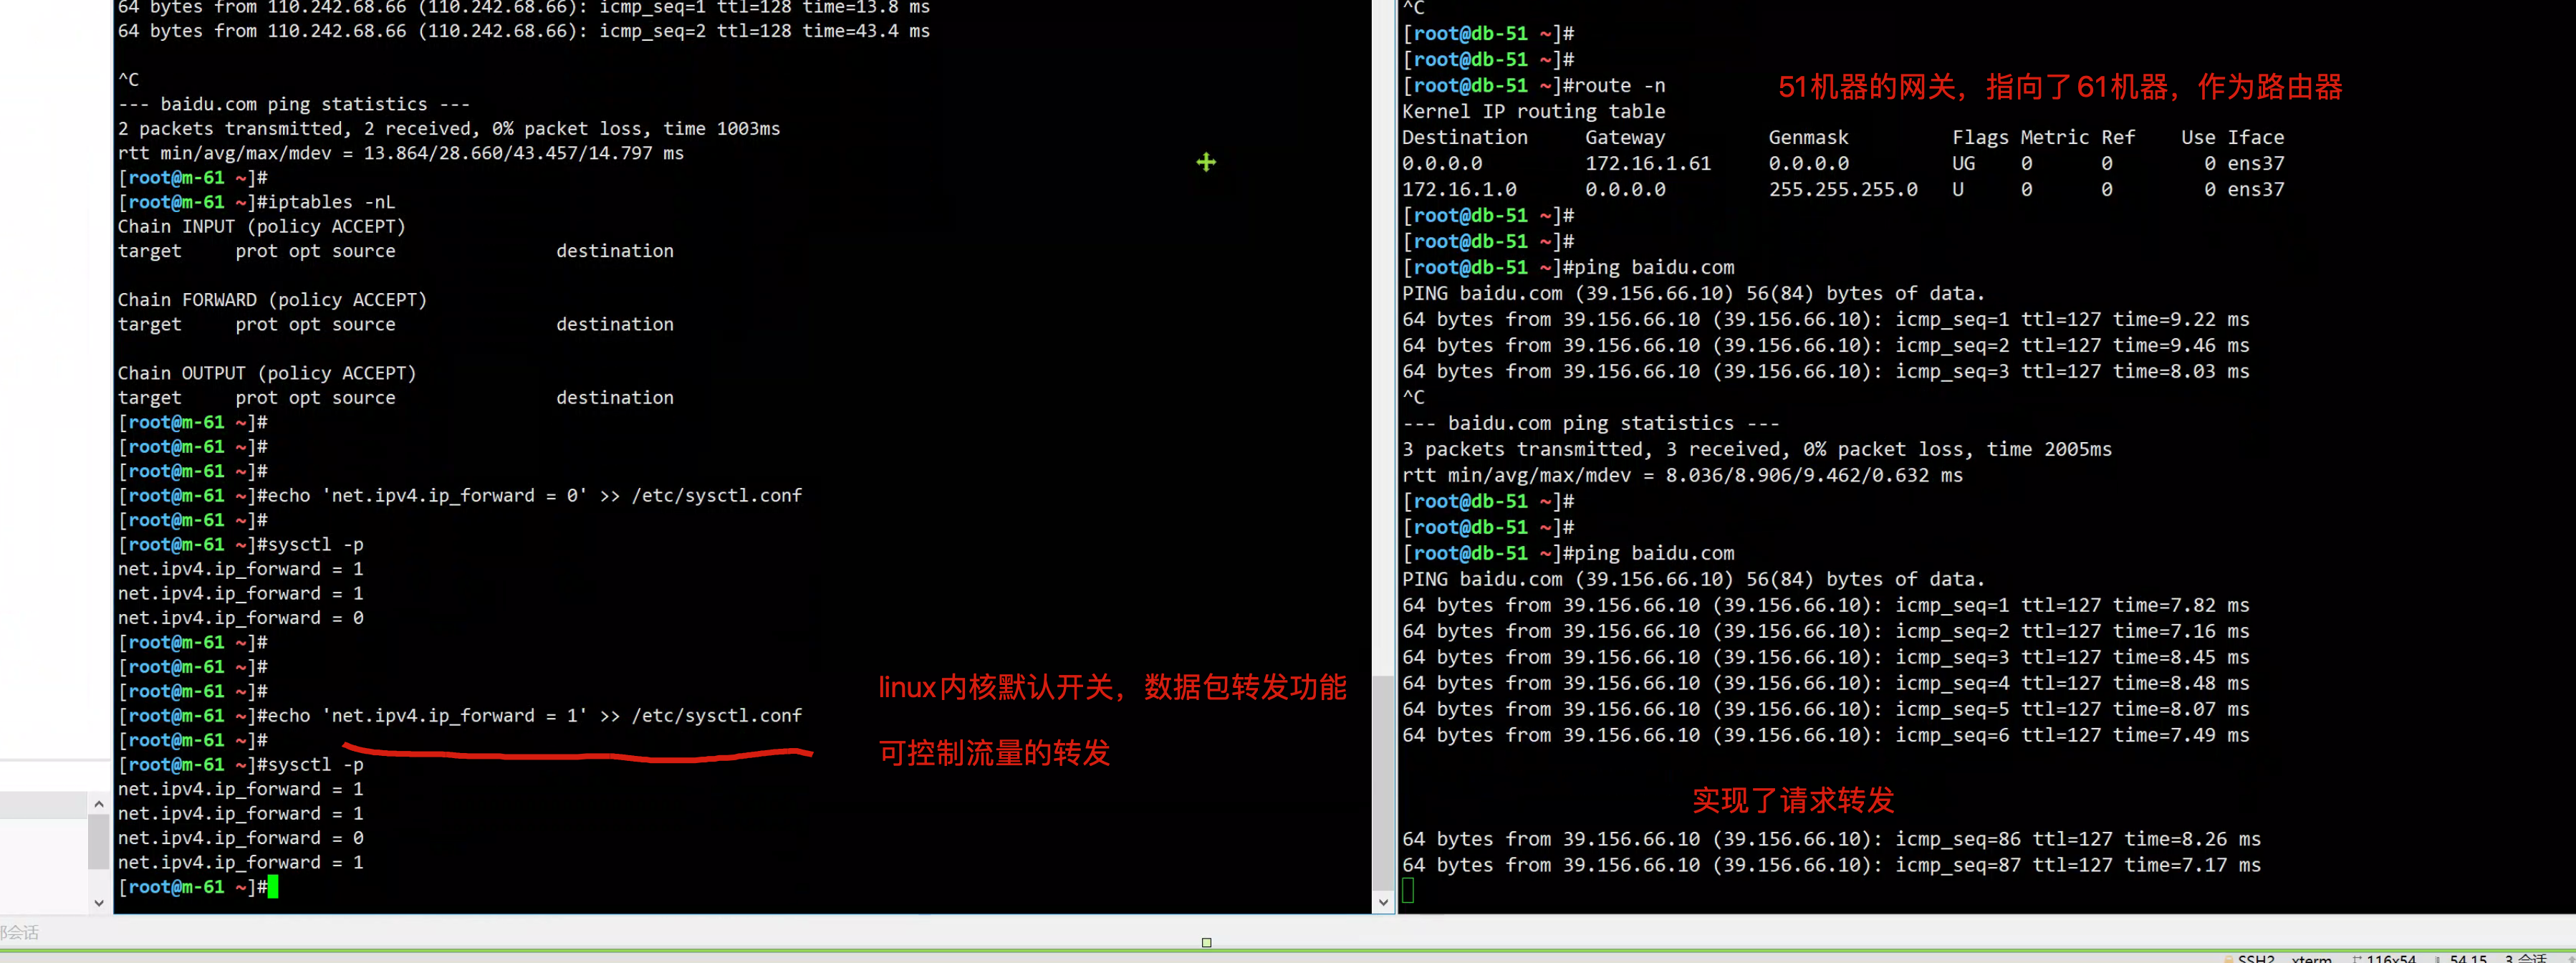 64 bytes from 110.242.68.66 (110.242.68.66): icmp_seq=1 ttl=128 time=13.8 ms
64 bytes from 110.242.68.66 (110.242.68.66): icmp_seq=2 ttl=128 time=43.4 ms
^C
--- baidu.com ping statistics ---
2 packets transmitted, 2 received, 0% packet loss, time 1003ms
rtt min/avg/max/mdev = 13.864/28.660/43.457/14.797 ms
[root@m-61 ~]#
[root@m-61 ~]#iptables -nL
Chain INPUT (policy ACCEPT)
target     prot opt source               destination
Chain FORWARD (policy ACCEPT)
target     prot opt source               destination
Chain OUTPUT (policy ACCEPT)
target     prot opt source               destination
[root@m-61 ~]#
[root@m-61 ~]#
[root@m-61 ~]#
[root@m-61 ~]#echo 'net.ipv4.ip_forward = 0' >> /etc/sysctl.conf
[root@m-61 ~]#
[root@m-61 ~]#sysctl -p
net.ipv4.ip_forward = 1
net.ipv4.ip_forward = 1
net.ipv4.ip_forward = 0
[root@m-61 ~]#
[root@m-61 ~]#
[root@m-61 ~]#
[root@m-61 ~]#echo 'net.ipv4.ip_forward = 1' >> /etc/sysctl.conf
[root@m-61 ~]#
[root@m-61 ~]#sysctl -p
net.ipv4.ip_forward = 1
net.ipv4.ip_forward = 1
net.ipv4.ip_forward = 0
net.ipv4.ip_forward = 1
[root@m-61 ~]#
linux内核默认开关，数据包转发功能
可控制流量的转发
^C
[root@db-51 ~]#
[root@db-51 ~]#
[root@db-51 ~]#route -n
51机器的网关，指向了61机器，作为路由器
Kernel IP routing table
Destination     Gateway         Genmask         Flags Metric Ref    Use Iface
0.0.0.0         172.16.1.61     0.0.0.0         UG    0      0        0 ens37
172.16.1.0      0.0.0.0         255.255.255.0   U     0      0        0 ens37
[root@db-51 ~]#
[root@db-51 ~]#
[root@db-51 ~]#ping baidu.com
PING baidu.com (39.156.66.10) 56(84) bytes of data.
64 bytes from 39.156.66.10 (39.156.66.10): icmp_seq=1 ttl=127 time=9.22 ms
64 bytes from 39.156.66.10 (39.156.66.10): icmp_seq=2 ttl=127 time=9.46 ms
64 bytes from 39.156.66.10 (39.156.66.10): icmp_seq=3 ttl=127 time=8.03 ms
^C
--- baidu.com ping statistics ---
3 packets transmitted, 3 received, 0% packet loss, time 2005ms
rtt min/avg/max/mdev = 8.036/8.906/9.462/0.632 ms
[root@db-51 ~]#
[root@db-51 ~]#
[root@db-51 ~]#ping baidu.com
PING baidu.com (39.156.66.10) 56(84) bytes of data.
64 bytes from 39.156.66.10 (39.156.66.10): icmp_seq=1 ttl=127 time=7.82 ms
64 bytes from 39.156.66.10 (39.156.66.10): icmp_seq=2 ttl=127 time=7.16 ms
64 bytes from 39.156.66.10 (39.156.66.10): icmp_seq=3 ttl=127 time=8.45 ms
64 bytes from 39.156.66.10 (39.156.66.10): icmp_seq=4 ttl=127 time=8.48 ms
64 bytes from 39.156.66.10 (39.156.66.10): icmp_seq=5 ttl=127 time=8.07 ms
64 bytes from 39.156.66.10 (39.156.66.10): icmp_seq=6 ttl=127 time=7.49 ms
实现了请求转发
64 bytes from 39.156.66.10 (39.156.66.10): icmp_seq=86 ttl=127 time=8.26 ms
64 bytes from 39.156.66.10 (39.156.66.10): icmp_seq=87 ttl=127 time=7.17 ms
会话
SSH2 xterm 116x54 54,15 3 会话